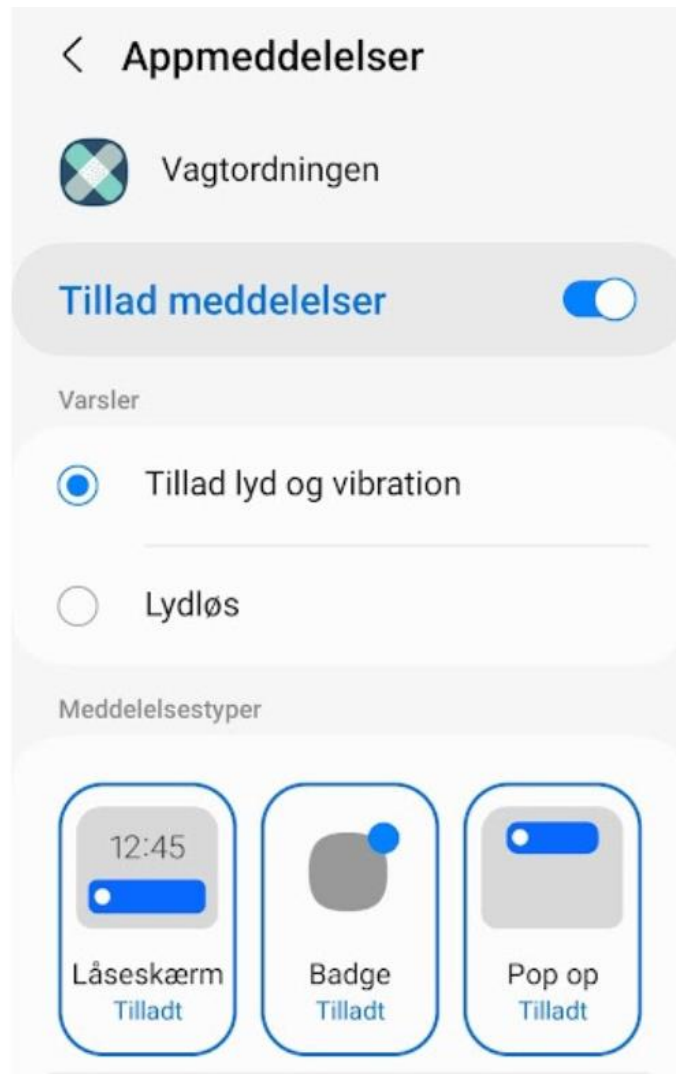 Appmeddelelser
Vagtordningen
Tillad meddelelser
Varsler
Tillad lyd og vibration
Lydløs
Meddelelsestyper
12:45
Låseskærm
Tilladt
Badge
Tilladt
Pop op
Tilladt